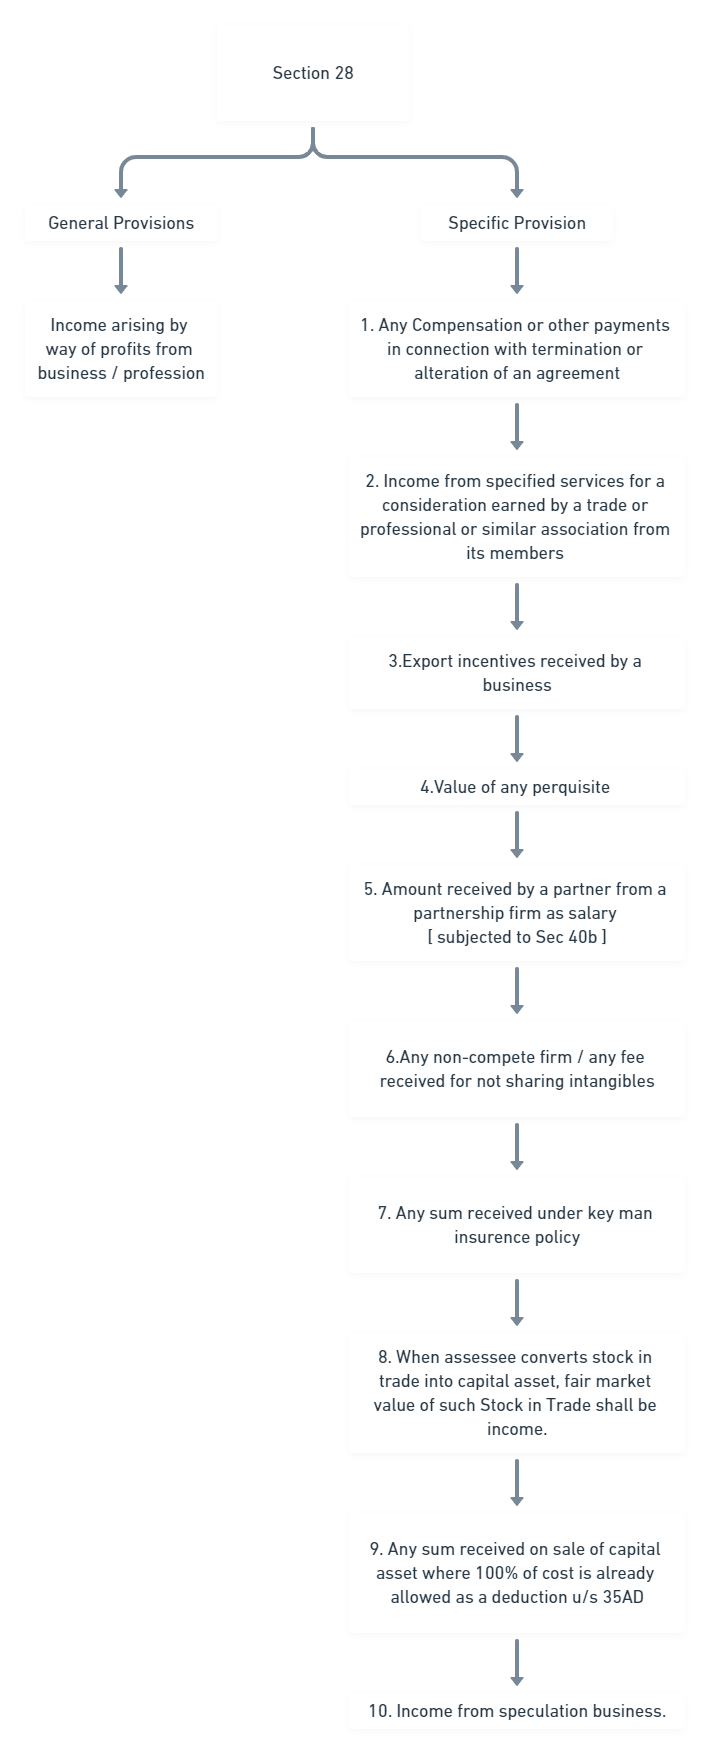 Section 28
General Provisions
Specific Provision
Income arising by
way of profits from
business / profession
1. Any Compensation or other payments
in connection with termination or
alteration of an agreement
2. Income from specified services for a
consideration earned by a trade or
professional or similar association from
its members
3.Export incentives received by a
business
4.Value of any perquisite
5. Amount received by a partner from a
partnership firm as salary
[ subjected to Sec 40b ]
6.Any non-compete firm / any fee
received for not sharing intangibles
7. Any sum received under key man
insurence policy
8. When assessee converts stock in
trade into capital asset, fair market
value of such Stock in Trade shall be
income.
9. Any sum received on sale of capital
asset where 100% of cost is already
allowed as a deduction u/s 35AD
10. Income from speculation business.